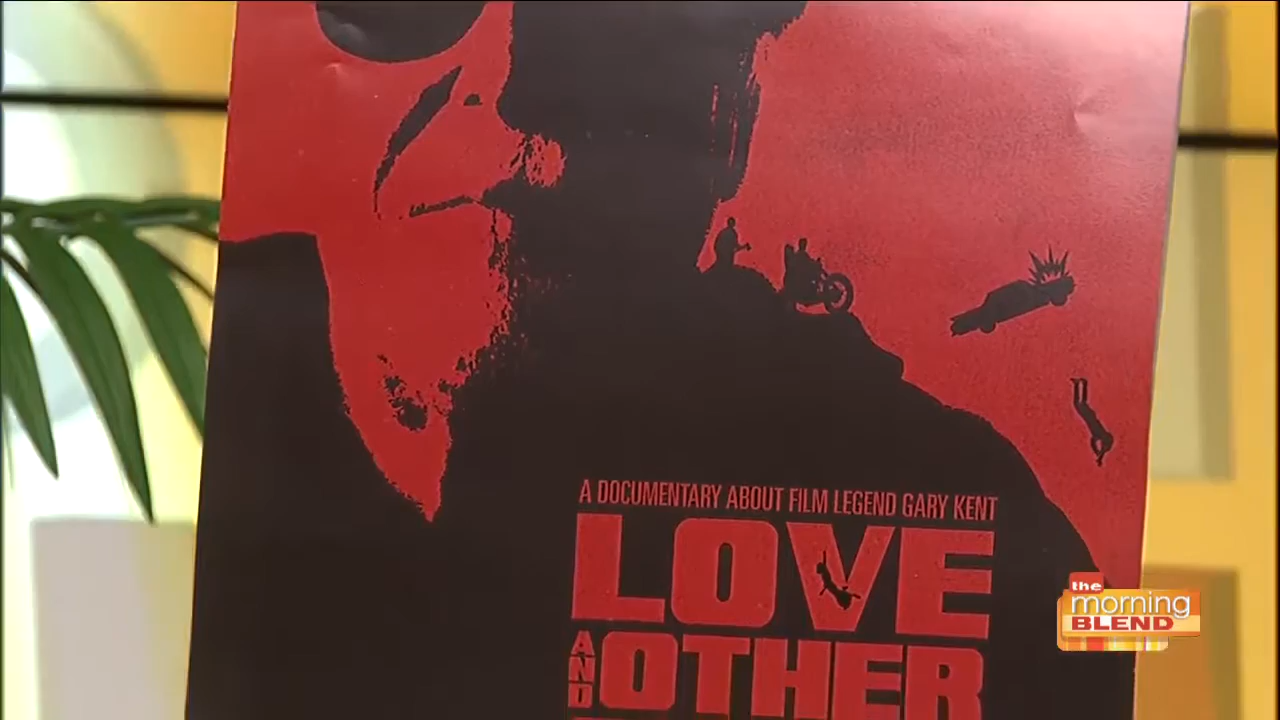 A DOCUMENTARY ABOUT FILM LEGEND GARY KENT
LOVE
AND OTHER
the
morning
BLEND